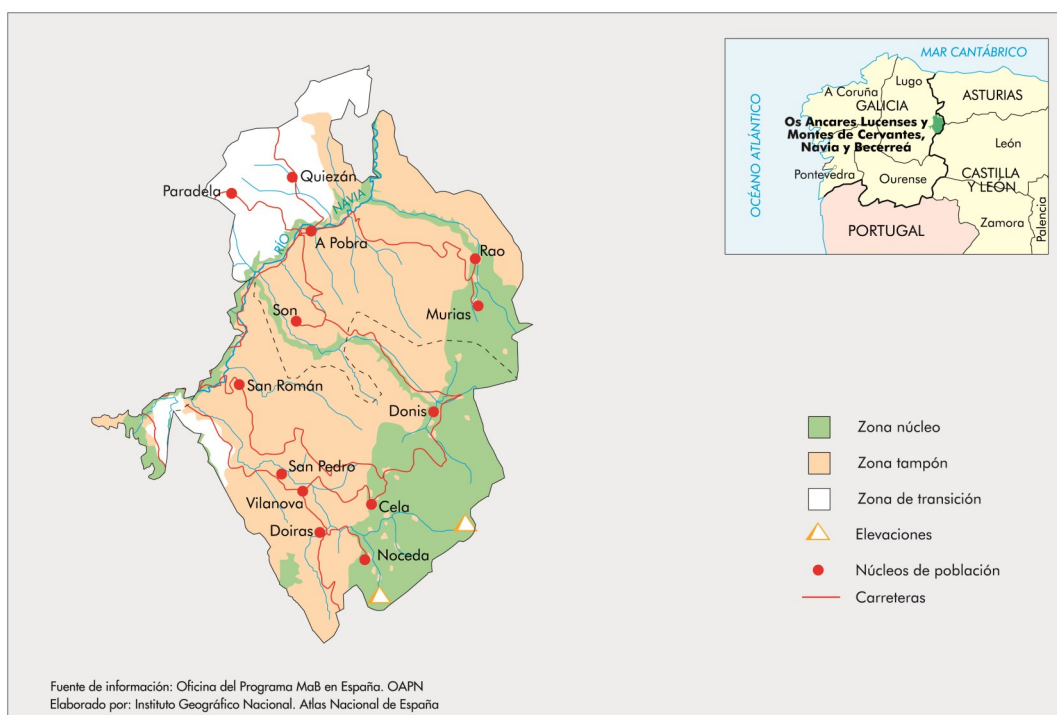 Quiezán
Paradela
RÍO
NAVIA
A Pobra
Rao
Son
Murias
San Román
Donis
San Pedro
Vilanova
Cela
Doiras
Noceda
MAR CANTÁBRICO
OCÉANO ATLÁNTICO
Lugo
A Coruña
GALICIA
ASTURIAS
Os Ancares Lucenses y
Montes de Cervantes,
Navia y Becerreá
León
Pontevedra
Ourense
CASTILLA
Y LEÓN
Zamora
Palencia
PORTUGAL
Zona núcleo
Zona tampón
Zona de transición
Elevaciones
Núcleos de población
Carreteras
Fuente de información: Oficina del Programa MaB en España. OAPN
Elaborado por: Instituto Geográfico Nacional. Atlas Nacional de España